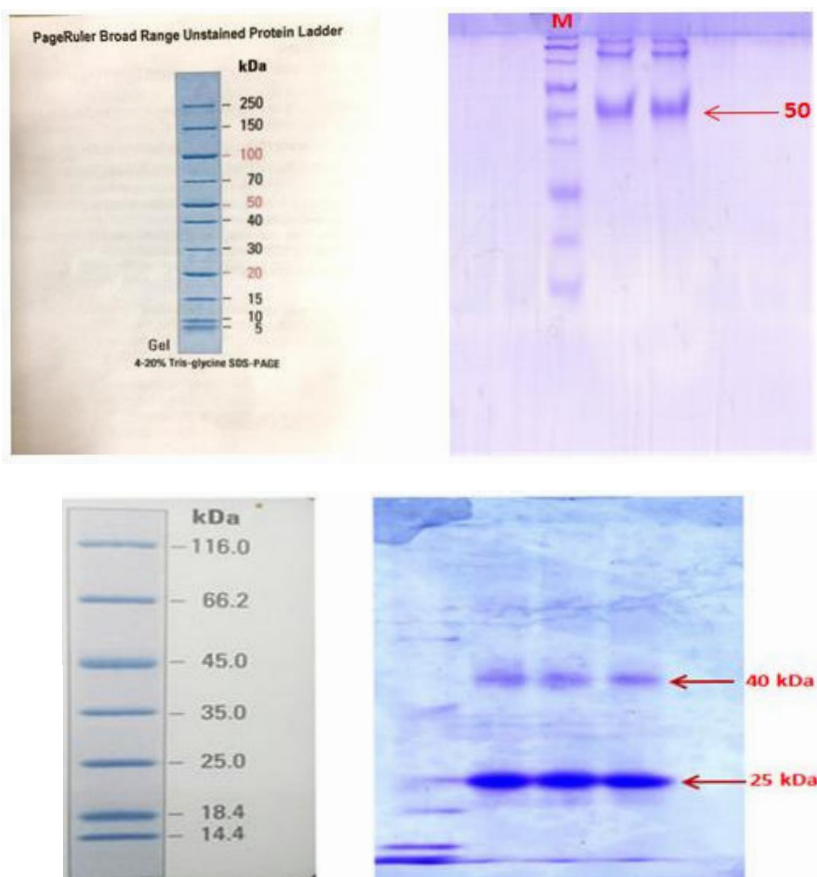 PageRuler Broad Range Unstained Protein Ladder
kDa
250
150
100
70
50
40
30
20
15
10
5
Gel
4-20% Tris-glycine SDS-PAGE
M
50
kDa
116.0
66.2
45.0
35.0
25.0
18.4
14.4
40 kDa
25 kDa